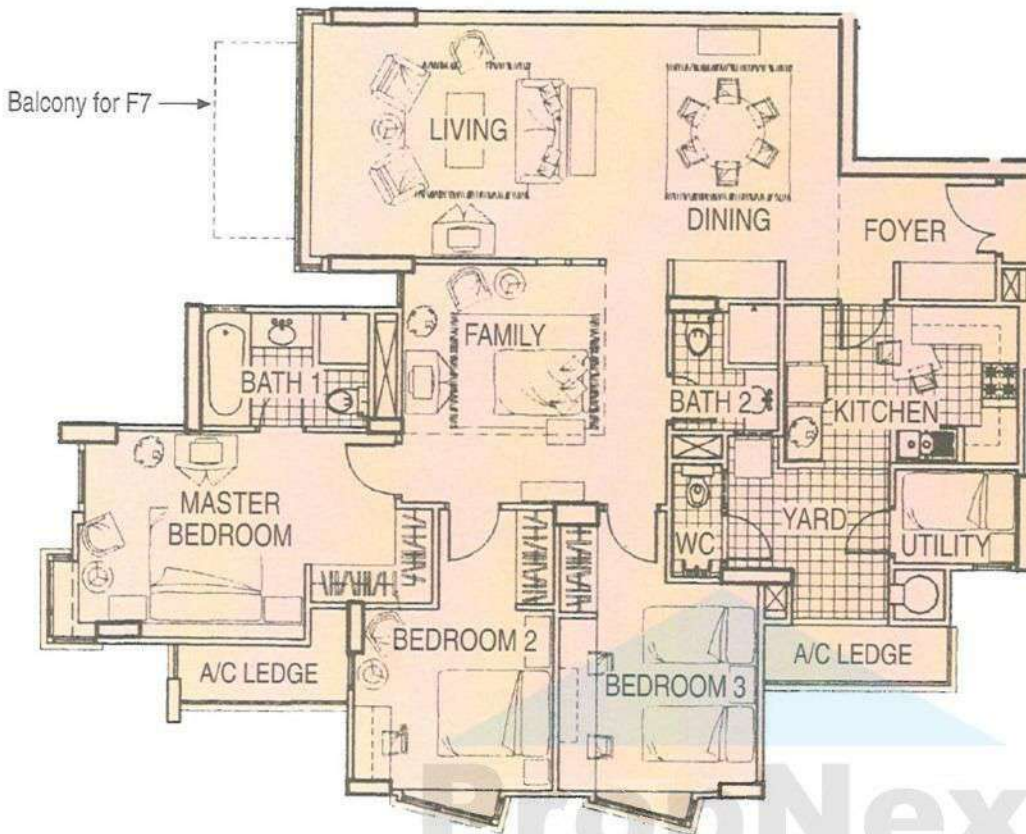 Balcony for F7
LIVING
DINING
FOYER
FAMILY
BATH 1
BATH 2
KITCHEN
MASTER
BEDROOM
YARD
WC
UTILITY
BEDROOM 2
A/C LEDGE
BEDROOM 3
A/C LEDGE
PropNex